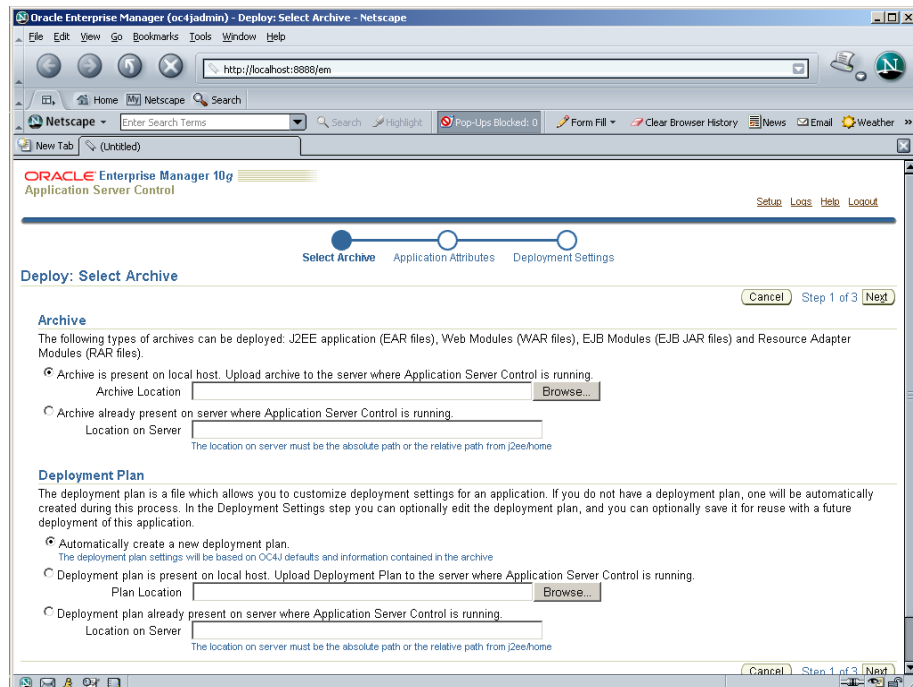 Oracle Enterprise Manager (oc4jadmin) - Deploy: Select Archive - Netscape
File Edit View Go Bookmarks Tools Window Help
http://localhost:8888/em
Home My Netscape Search
Netscape Enter Search Terms Search Highlight Pop-Ups Blocked: 0 Form Fill Clear Browser History News Email Weather »
New Tab (Untitled)
ORACLE Enterprise Manager 10g
Application Server Control
Setup Logs Help Logout
Select Archive Application Attributes Deployment Settings
Deploy: Select Archive
Cancel Step 1 of 3 Next
Archive
The following types of archives can be deployed: J2EE application (EAR files), Web Modules (WAR files), EJB Modules (EJB JAR files) and Resource Adapter
Modules (RAR files).
Archive is present on local host. Upload archive to the server where Application Server Control is running.
Archive Location Browse...
Archive already present on server where Application Server Control is running.
Location on Server
The location on server must be the absolute path or the relative path from j2ee/home
Deployment Plan
The deployment plan is a file which allows you to customize deployment settings for an application. If you do not have a deployment plan, one will be automatically
created during this process. In the Deployment Settings step you can optionally edit the deployment plan, and you can optionally save it for reuse with a future
deployment of this application.
Automatically create a new deployment plan.
The deployment plan settings will be based on OC4J defaults and information contained in the archive
Deployment plan is present on local host. Upload Deployment Plan to the server where Application Server Control is running.
Plan Location Browse...
Deployment plan already present on server where Application Server Control is running.
Location on Server
The location on server must be the absolute path or the relative path from j2ee/home
Cancel Step 1 of 3 Next